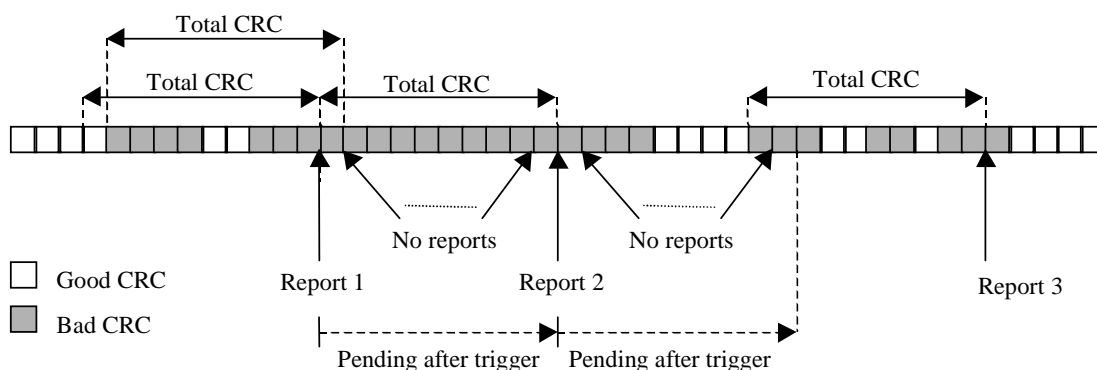 Total CRC
Total CRC
Total CRC
Total CRC
No reports
No reports
Good CRC
Report 1
Report 2
Report 3
Bad CRC
Pending after trigger
Pending after trigger